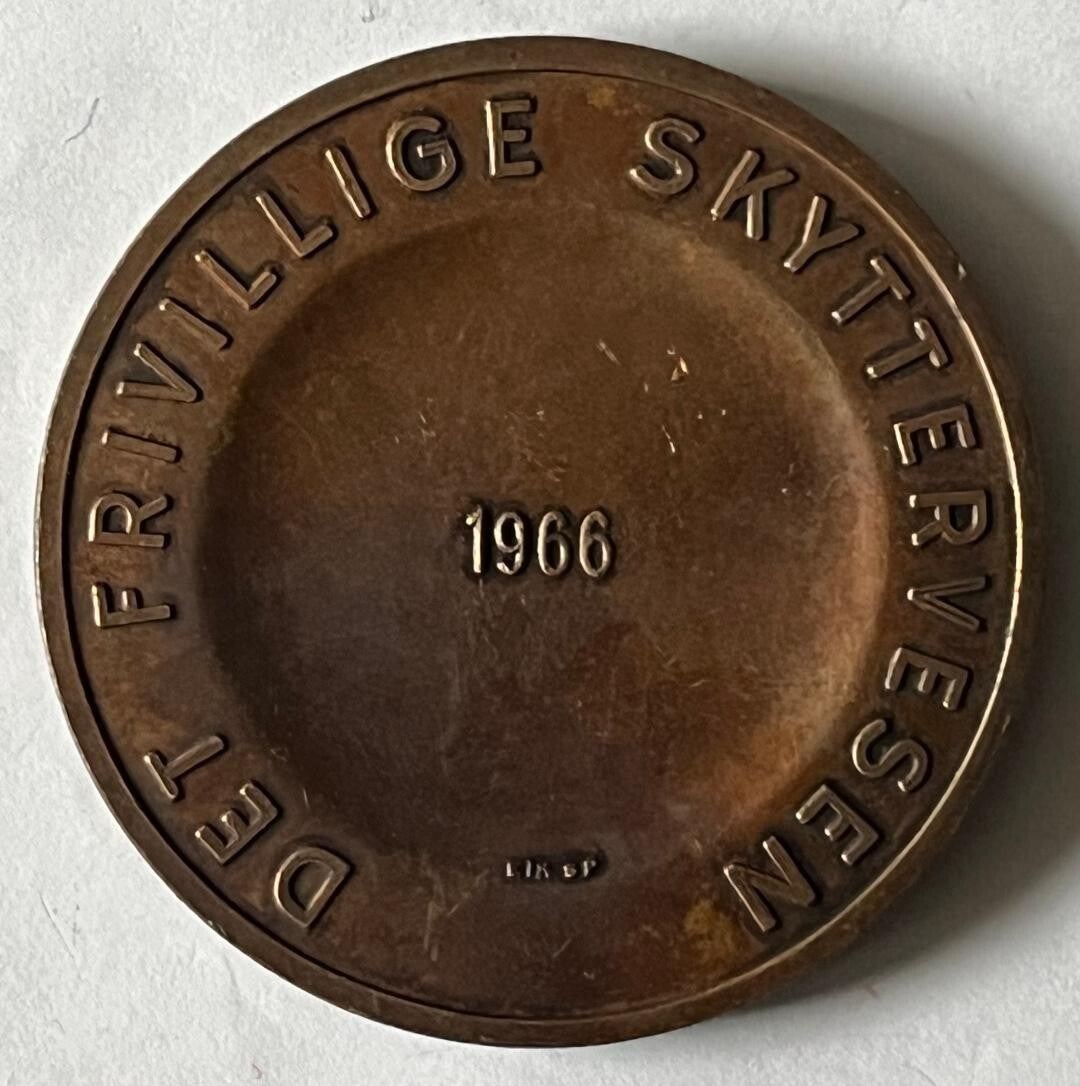 DET FRIVILLIGE SKYTTERVESEN
1966